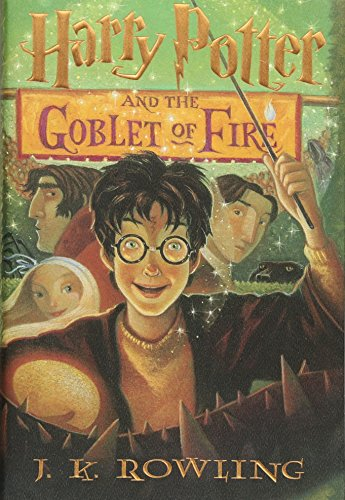 Harry Potter
AND THE
GOBLET OF FIRE
J. K. ROWLING